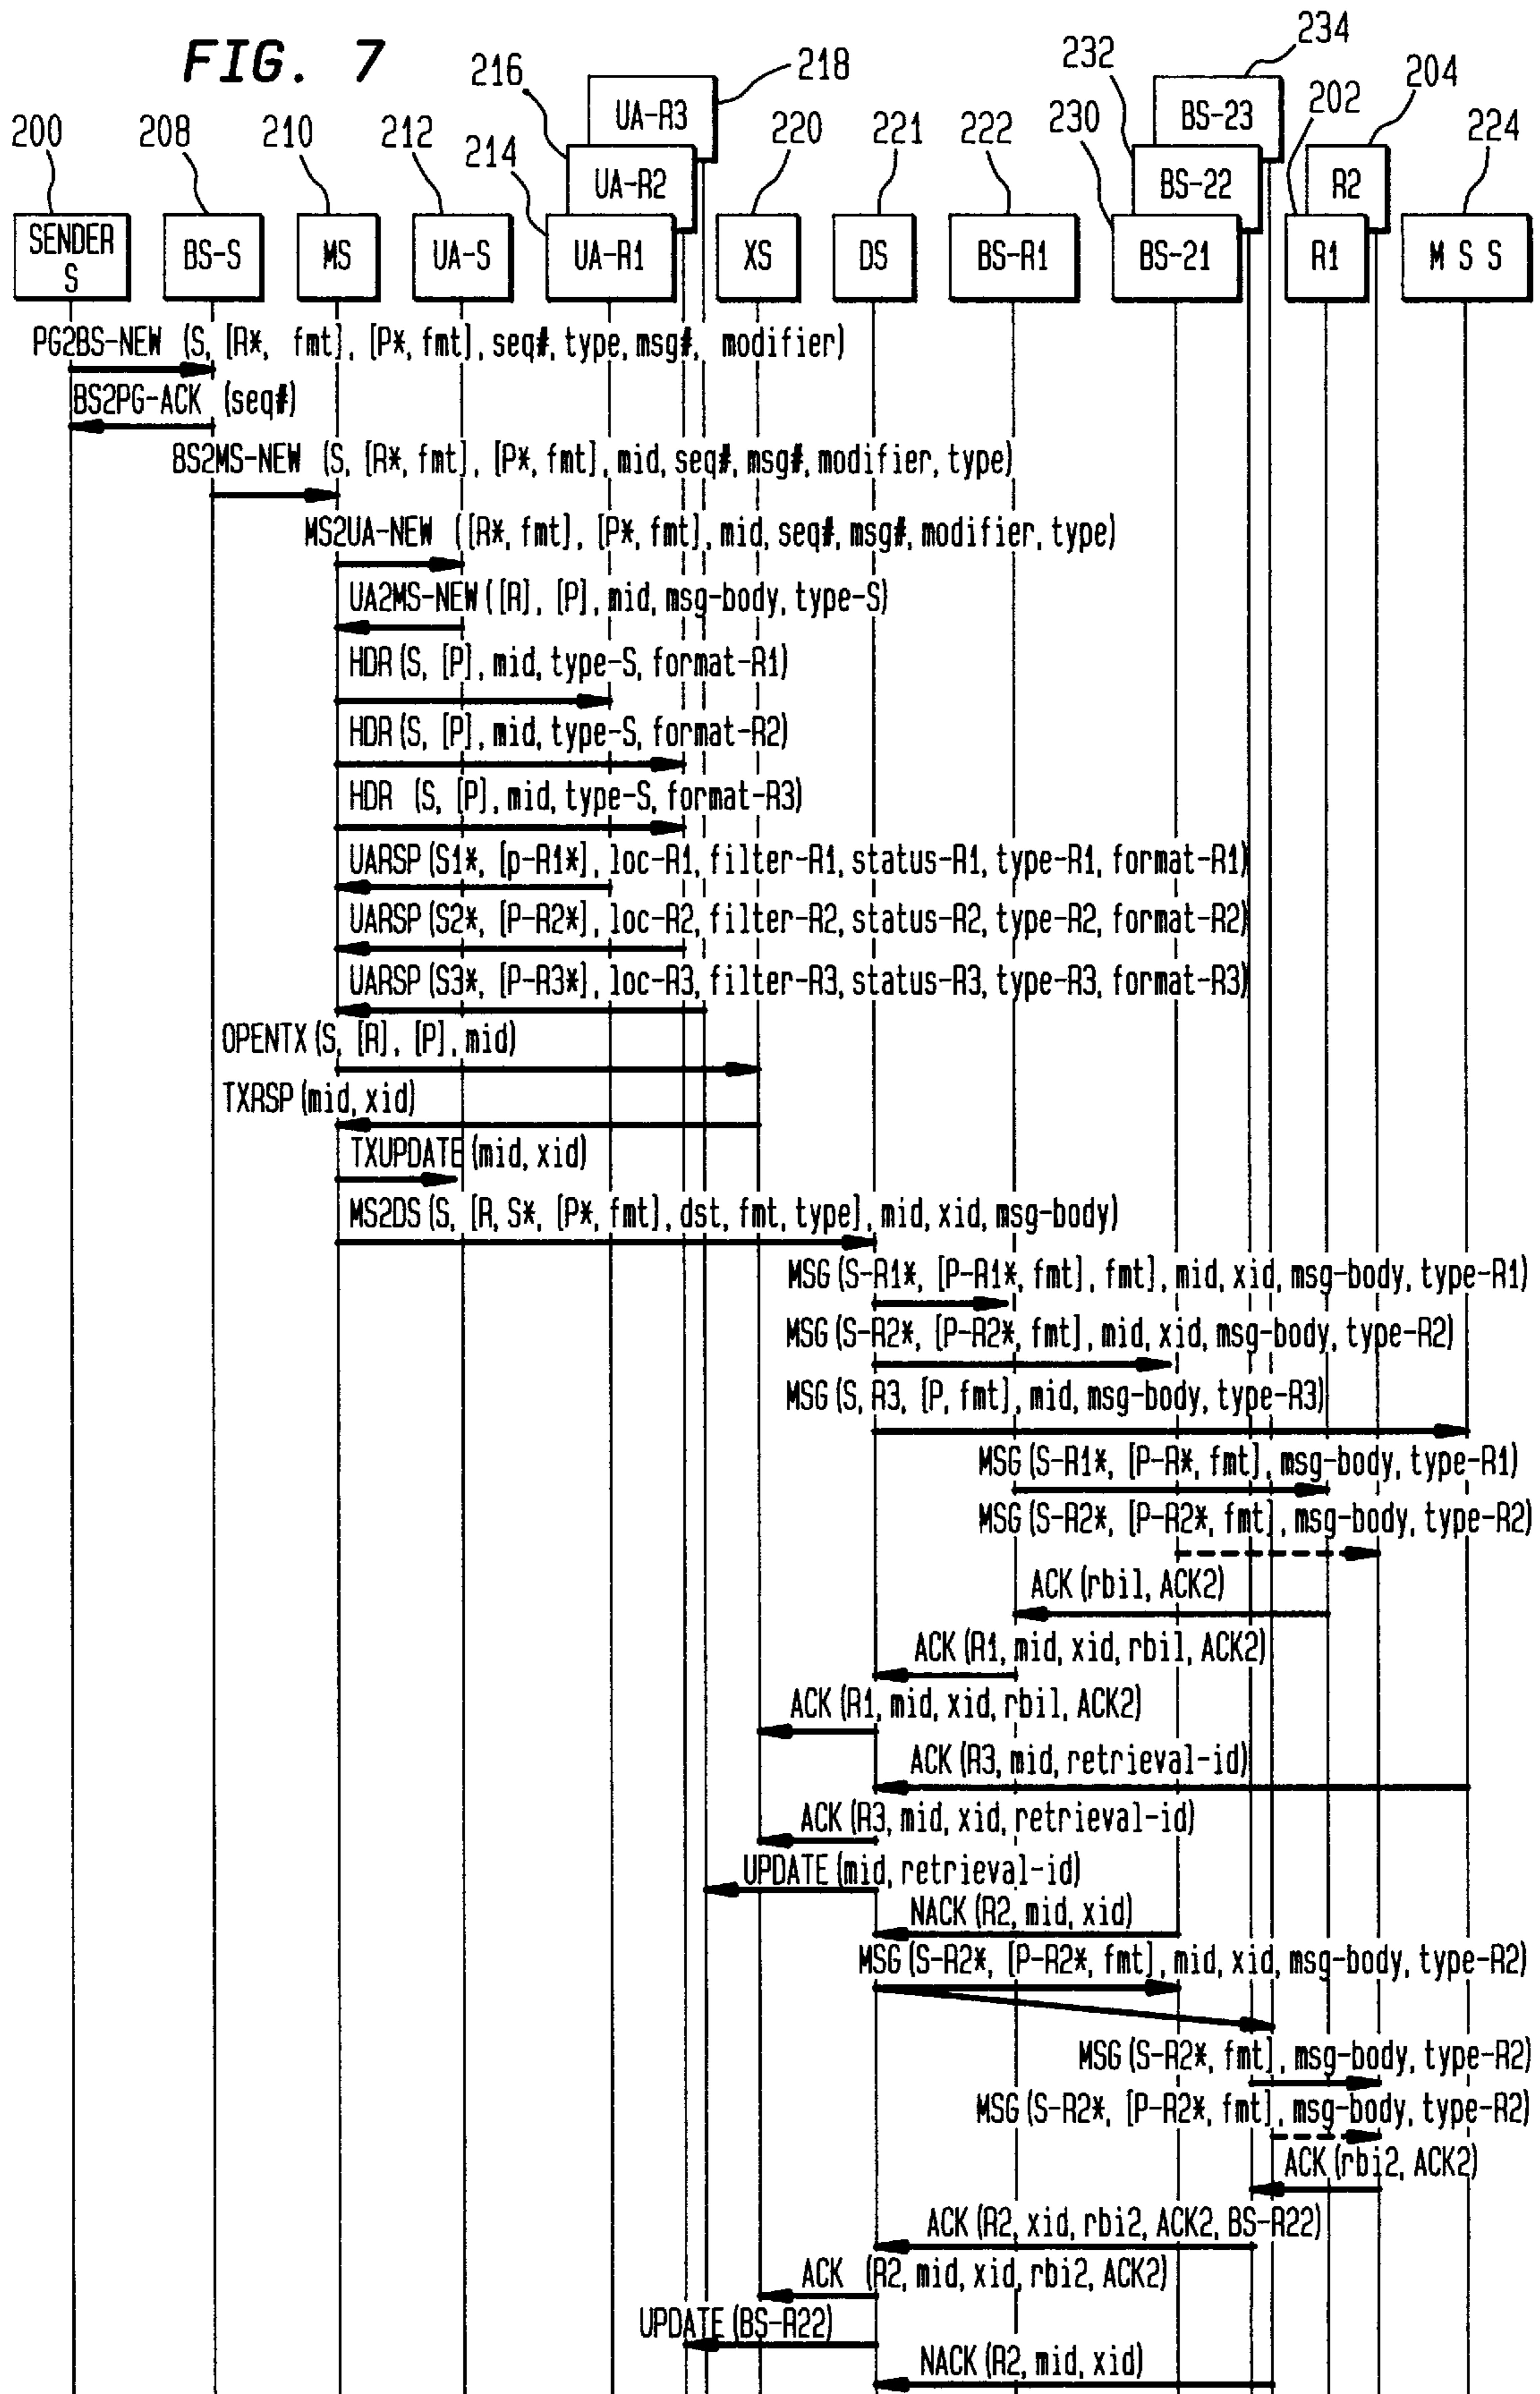 FIG. 7
216
218
232
234
204
200
208
210
212
214
220
221
222
230
202
224
UA-R3
BS-23
UA-R2
BS-22
R2
SENDER
S
BS-S
MS
UA-S
UA-R1
XS
DS
BS-R1
BS-21
R1
M S S
PG2BS-NEW (S, [R*, fmt], [P*, fmt], seq#, type, msg#, modifier)
BS2PG-ACK (seq#)
BS2MS-NEW (S, [R*, fmt], [P*, fmt], mid, seq#, msg#, modifier, type)
MS2UA-NEW ([R*, fmt], [P*, fmt], mid, seq#, msg#, modifier, type)
UA2MS-NEW ([R], [P], mid, msg-body, type-S)
HDR (S, [P], mid, type-S, format-R1)
HDR (S, [P], mid, type-S, format-R2)
HDR (S, [P], mid, type-S, format-R3)
UARSP (S1*, [p-R1*], loc-R1, filter-R1, status-R1, type-R1, format-R1)
UARSP (S2*, [P-R2*], loc-R2, filter-R2, status-R2, type-R2, format-R2)
UARSP (S3*, [P-R3*], loc-R3, filter-R3, status-R3, type-R3, format-R3)
OPENTX (S, [R], [P], mid)
TXRSP (mid, xid)
TXUPDATE (mid, xid)
MS2DS (S, [R, S*, [P*, fmt], dst, fmt, type], mid, xid, msg-body)
MSG (S-R1*, [P-R1*, fmt], fmt], mid, xid, msg-body, type-R1)
MSG (S-R2*, [P-R2*, fmt], mid, xid, msg-body, type-R2)
MSG (S, R3, [P, fmt], mid, msg-body, type-R3)
MSG (S-R1*, [P-R*, fmt], msg-body, type-R1)
MSG (S-R2*, [P-R2*, fmt], msg-body, type-R2)
ACK (rbil, ACK2)
ACK (R1, mid, xid, rbil, ACK2)
ACK (R1, mid, xid, rbil, ACK2)
ACK (R3, mid, retrieval-id)
ACK (R3, mid, xid, retrieval-id)
UPDATE (mid, retrieval-id)
NACK (R2, mid, xid)
MSG (S-R2*, [P-R2*, fmt], mid, xid, msg-body, type-R2)
MSG (S-R2*, fmt], msg-body, type-R2)
MSG (S-R2*, [P-R2*, fmt], msg-body, type-R2)
ACK (rbi2, ACK2)
ACK (R2, xid, rbi2, ACK2, BS-R22)
ACK (R2, mid, xid, rbi2, ACK2)
UPDATE (BS-R22)
NACK (R2, mid, xid)